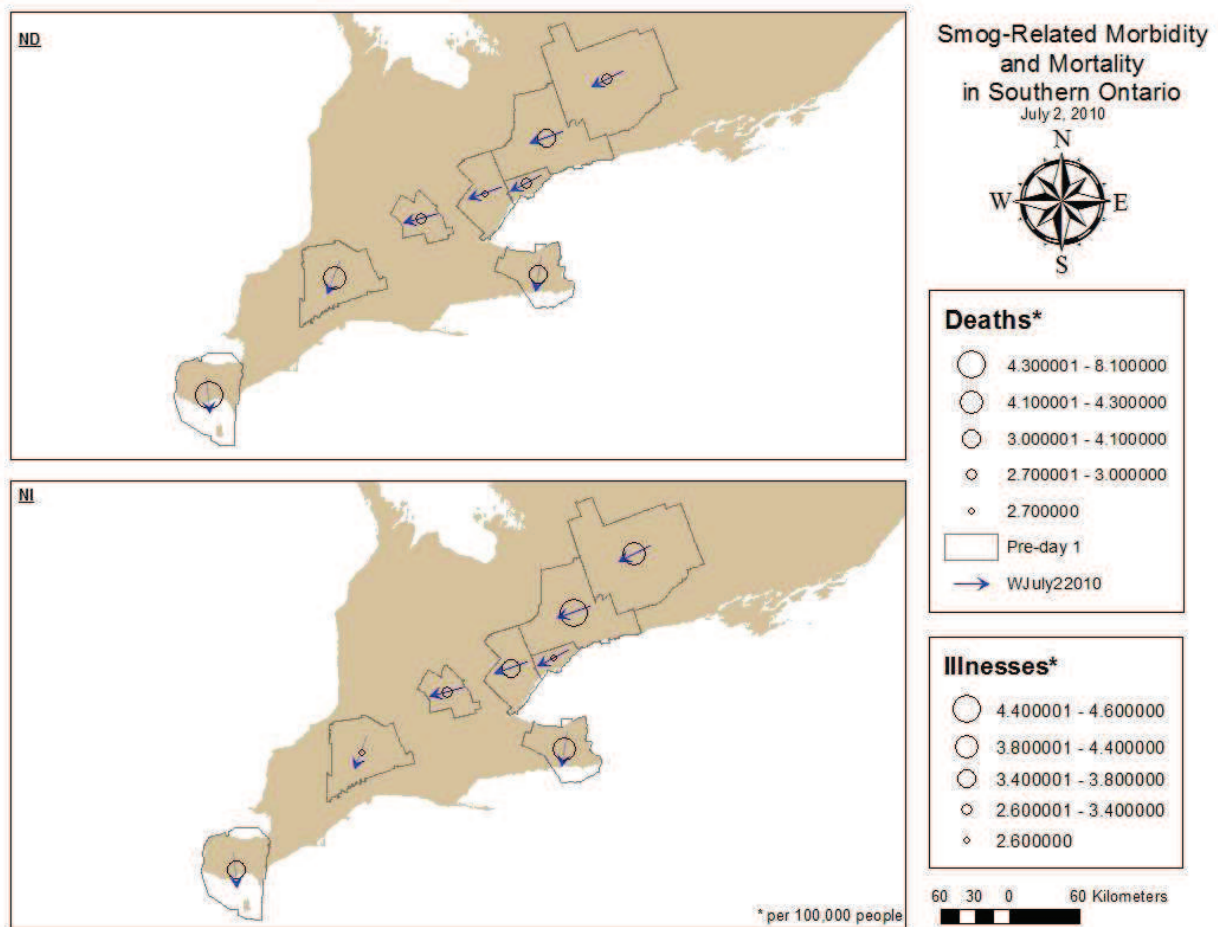 ND
Smog-Related Morbidity
and Mortality
in Southern Ontario
July 2, 2010
N
W E
S
Deaths*
4.300001 - 8.100000
4.100001 - 4.300000
3.000001 - 4.100000
2.700001 - 3.000000
2.700000
Pre-day 1
WJuly22010
NI
* per 100,000 people
Illnesses*
4.400001 - 4.600000
3.800001 - 4.400000
3.400001 - 3.800000
2.600001 - 3.400000
2.600000
60 30 0 60 Kilometers